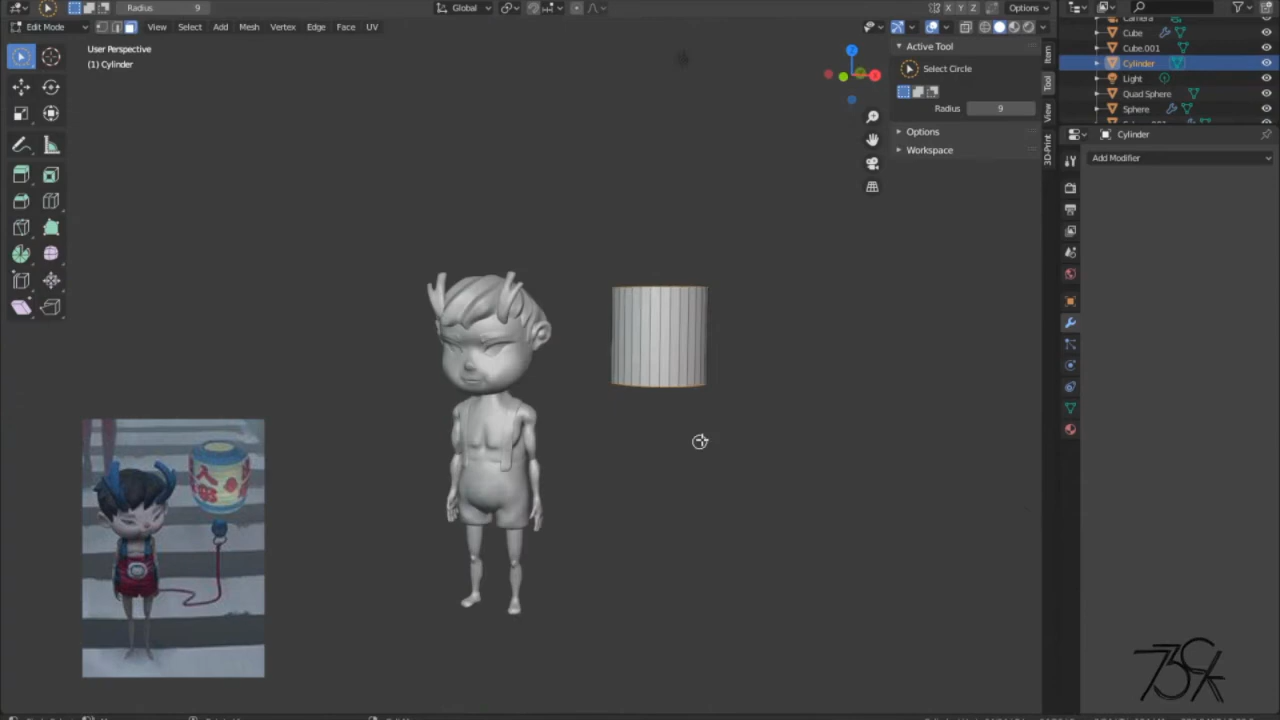 Radius 9
Global
Options
Edit Mode
View Select Add Mesh Vertex Edge Face UV
User Perspective
(1) Cylinder
Z
Active Tool
Select Circle
Radius 9
Options
Workspace
Item
Tool
View
3D-Print
X Y Z
Camera
Cube
Cube.001
Cylinder
Light
Quad Sphere
Sphere
Cylinder
Add Modifier